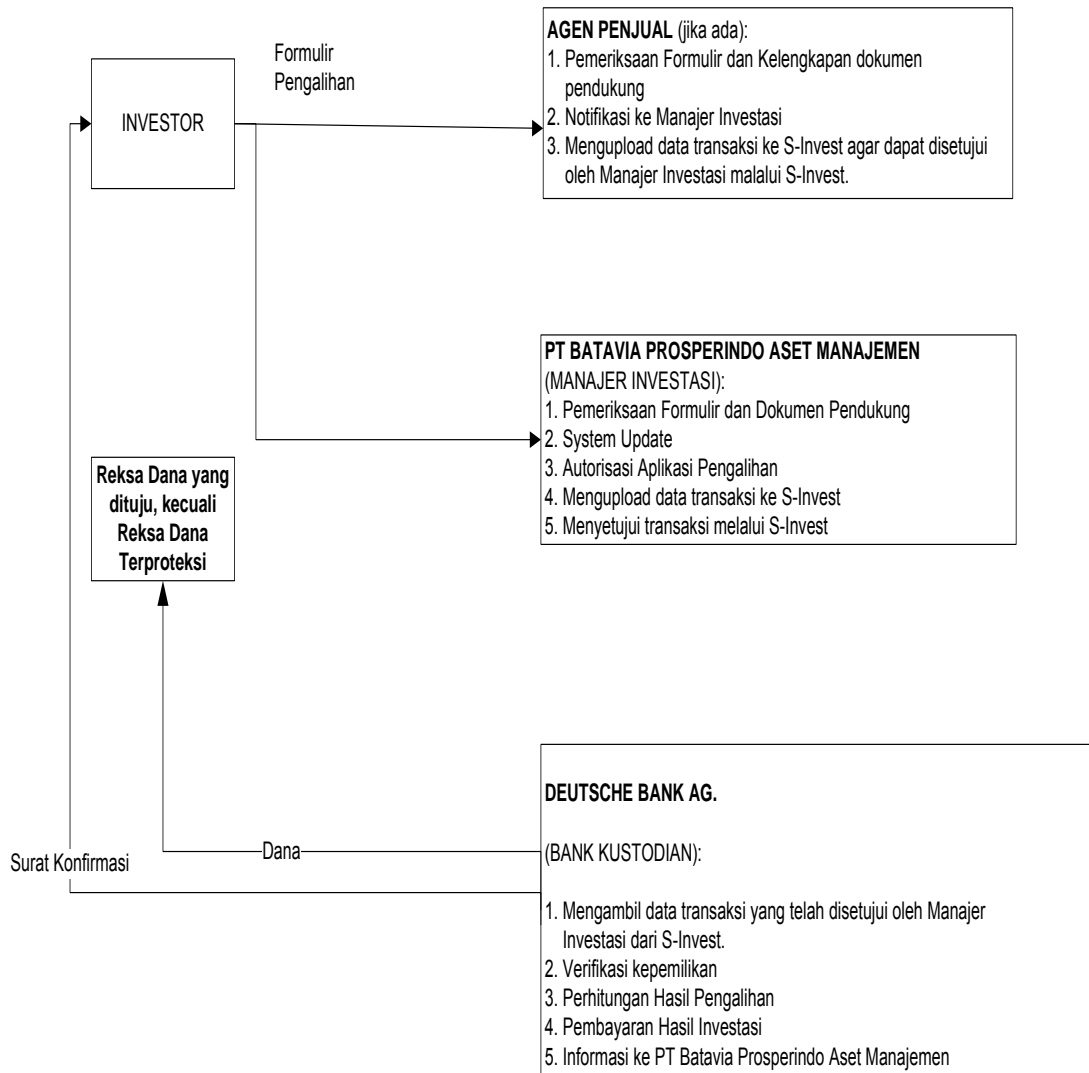 Formulir
Pengalihan
INVESTOR
AGEN PENJUAL (jika ada):
1. Pemeriksaan Formulir dan Kelengkapan dokumen
pendukung
2. Notifikasi ke Manajer Investasi
3. Mengupload data transaksi ke S-Invest agar dapat disetujui
oleh Manajer Investasi malalui S-Invest.
PT BATAVIA PROSPERINDO ASET MANAJEMEN
(MANAJER INVESTASI):
1. Pemeriksaan Formulir dan Dokumen Pendukung
2. System Update
3. Autorisasi Aplikasi Pengalihan
4. Mengupload data transaksi ke S-Invest
5. Menyetujui transaksi melalui S-Invest
Reksa Dana yang
dituju, kecuali
Reksa Dana
Terproteksi
Surat Konfirmasi
Dana
DEUTSCHE BANK AG.
(BANK KUSTODIAN):
1. Mengambil data transaksi yang telah disetujui oleh Manajer
Investasi dari S-Invest.
2. Verifikasi kepemilikan
3. Perhitungan Hasil Pengalihan
4. Pembayaran Hasil Investasi
5. Informasi ke PT Batavia Prosperindo Aset Manajemen